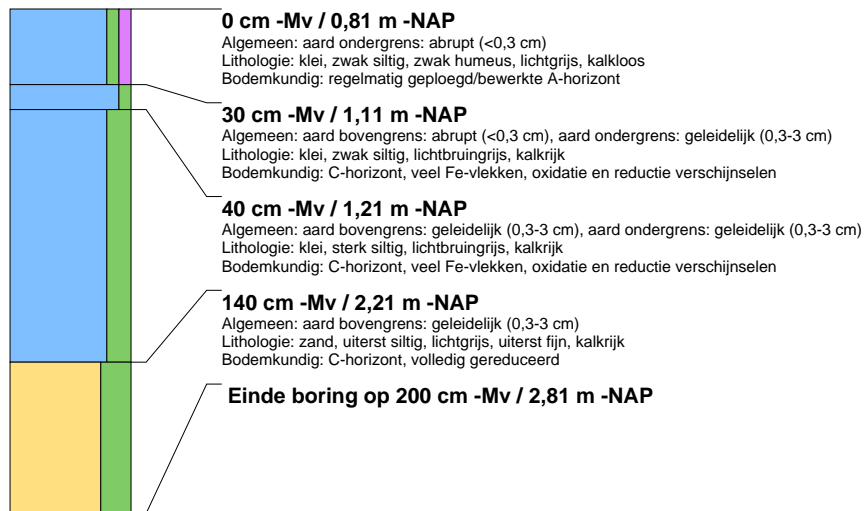 0 cm -Mv / 0,81 m -NAP
Algemeen: aard ondergrens: abrupt (<0,3 cm)
Lithologie: klei, zwak siltig, zwak humeus, lichtgrijs, kalkloos
Bodemkundig: regelmatig geploegd/bewerkte A-horizont
30 cm -Mv / 1,11 m -NAP
Algemeen: aard bovengrens: abrupt (<0,3 cm), aard ondergrens: geleidelijk (0,3-3 cm)
Lithologie: klei, zwak siltig, lichtbruingrijs, kalkrijk
Bodemkundig: C-horizont, veel Fe-vlekken, oxidatie en reductie verschijnselen
40 cm -Mv / 1,21 m -NAP
Algemeen: aard bovengrens: geleidelijk (0,3-3 cm), aard ondergrens: geleidelijk (0,3-3 cm)
Lithologie: klei, sterk siltig, lichtbruingrijs, kalkrijk
Bodemkundig: C-horizont, veel Fe-vlekken, oxidatie en reductie verschijnselen
140 cm -Mv / 2,21 m -NAP
Algemeen: aard bovengrens: geleidelijk (0,3-3 cm)
Lithologie: zand, uiterst siltig, lichtgrijs, uiterst fijn, kalkrijk
Bodemkundig: C-horizont, volledig gereduceerd
Einde boring op 200 cm -Mv / 2,81 m -NAP